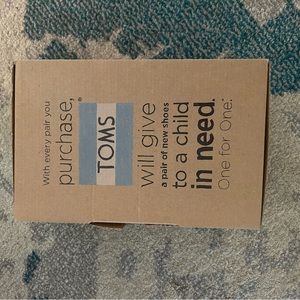 With every pair you
purchase,
TOMS®
will give
a pair of new shoes
to a child
in need.
One for One.™